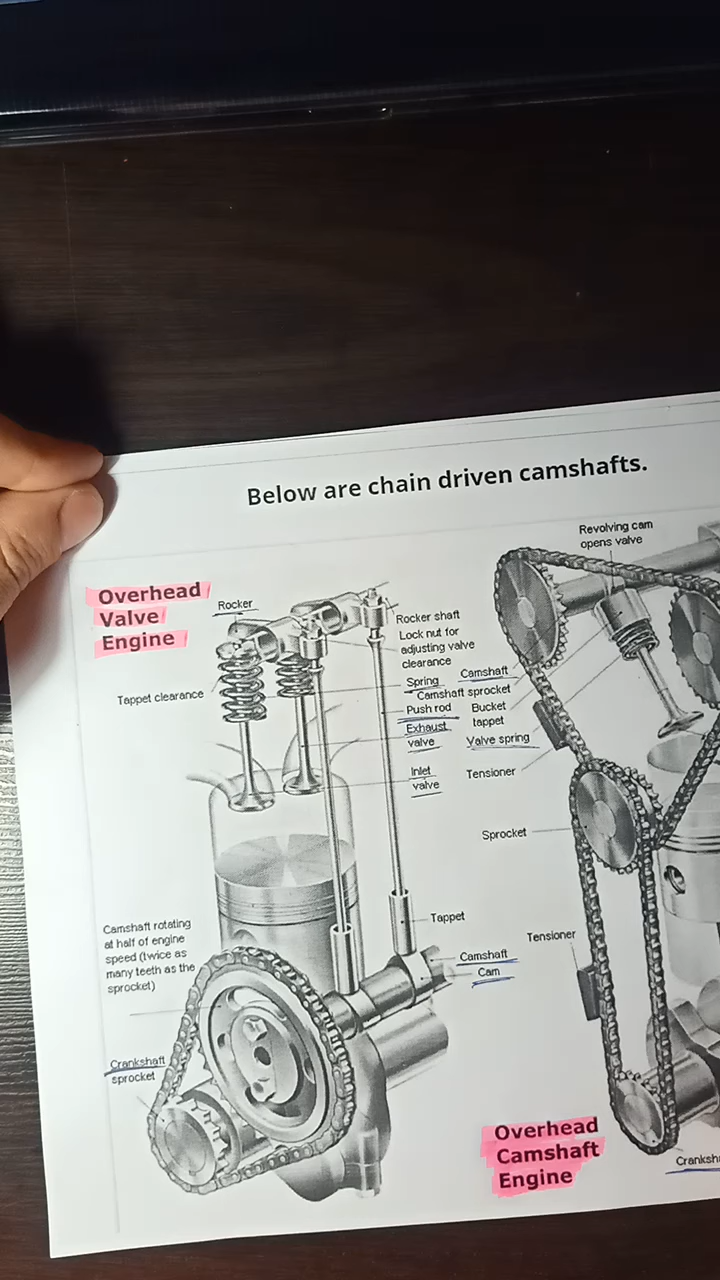 Below are chain driven camshafts.
Overhead
Valve
Engine
Rocker
Tappet clearance
Rocker shaft
Lock nut for
adjusting valve
clearance
Spring
Push rod
Exhaust
valve
Inlet
valve
Tappet
Camshaft
Cam
Camshaft rotating
at half of engine
speed (twice as
many teeth as the
sprocket)
Crankshaft
sprocket
Revolving cam
opens valve
Camshaft
Camshaft sprocket
Bucket
tappet
Valve spring
Tensioner
Sprocket
Tensioner
Overhead
Camshaft
Engine